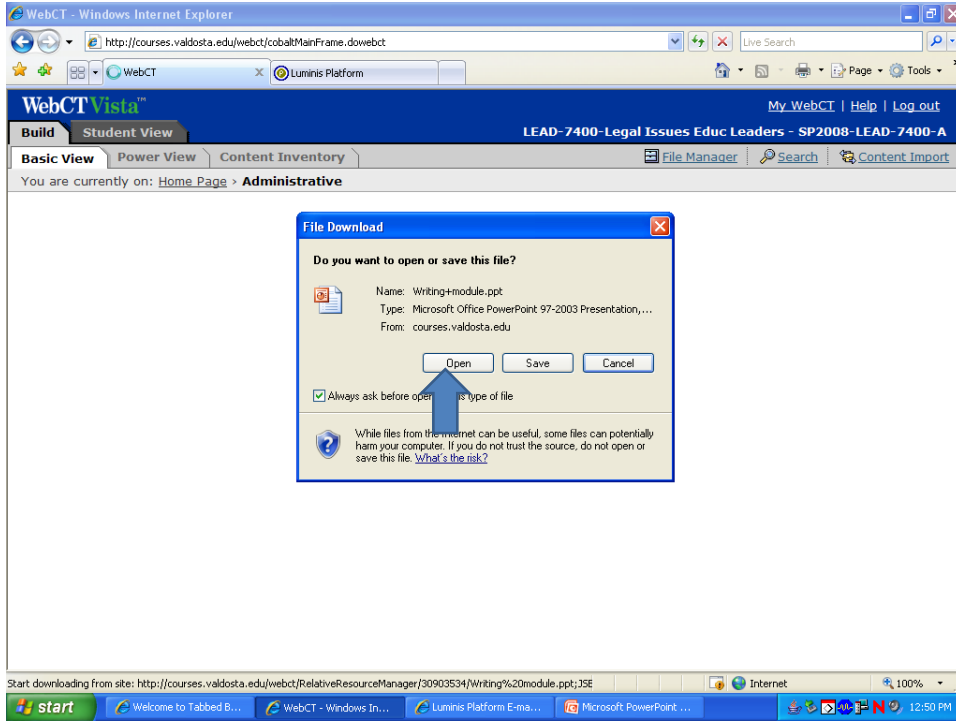 WebCT - Windows Internet Explorer
http://courses.valdosta.edu/webct/cobaltMainFrame.dowebct
Live Search
WebCT
Luminis Platform
Page
Tools
WebCT Vista™
My WebCT | Help | Log out
Build
Student View
LEAD-7400-Legal Issues Educ Leaders - SP2008-LEAD-7400-A
Basic View
Power View
Content Inventory
File Manager
Search
Content Import
You are currently on: Home Page › Administrative
File Download
Do you want to open or save this file?
Name: Writing+module.ppt
Type: Microsoft Office PowerPoint 97-2003 Presentation,...
From: courses.valdosta.edu
Open
Save
Cancel
Always ask before type of file
While files from the Internet can be useful, some files can potentially
harm your computer. If you do not trust the source, do not open or
save this file. What's the risk?
Start downloading from site: http://courses.valdosta.edu/webct/RelativeResourceManager/30903534/Writing%20module.ppt;JSE
Internet
100%
start
Welcome to Tabbed B...
WebCT - Windows In...
Luminis Platform E-ma...
Microsoft PowerPoint ...
N
12:50 PM